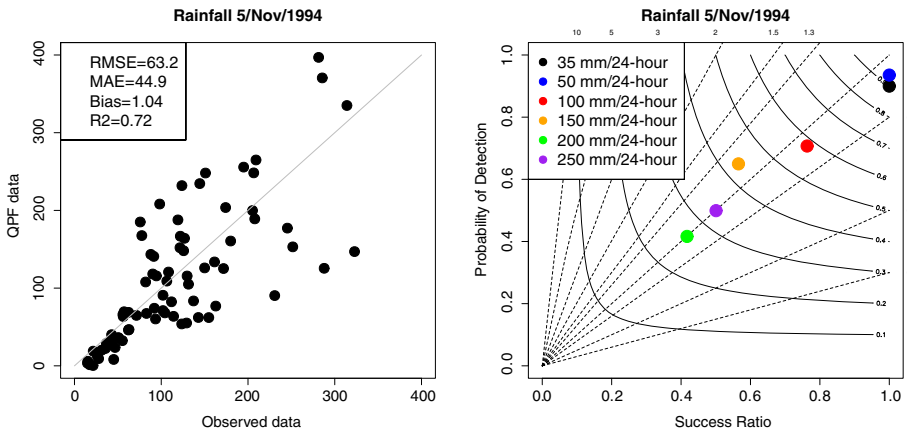 Rainfall 5/Nov/1994
RMSE=63.2
MAE=44.9
Bias=1.04
R2=0.72
QPF data
0 100 200 300 400
0 100 200 300 400
Observed data
Rainfall 5/Nov/1994
10 5 3 2 1.5 1.3
35 mm/24-hour
50 mm/24-hour
100 mm/24-hour
150 mm/24-hour
200 mm/24-hour
250 mm/24-hour
Probability of Detection
0.0 0.2 0.4 0.6 0.8 1.0
0.8
0.7
0.6
0.5
0.4
0.3
0.2
0.1
0.0 0.2 0.4 0.6 0.8 1.0
Success Ratio